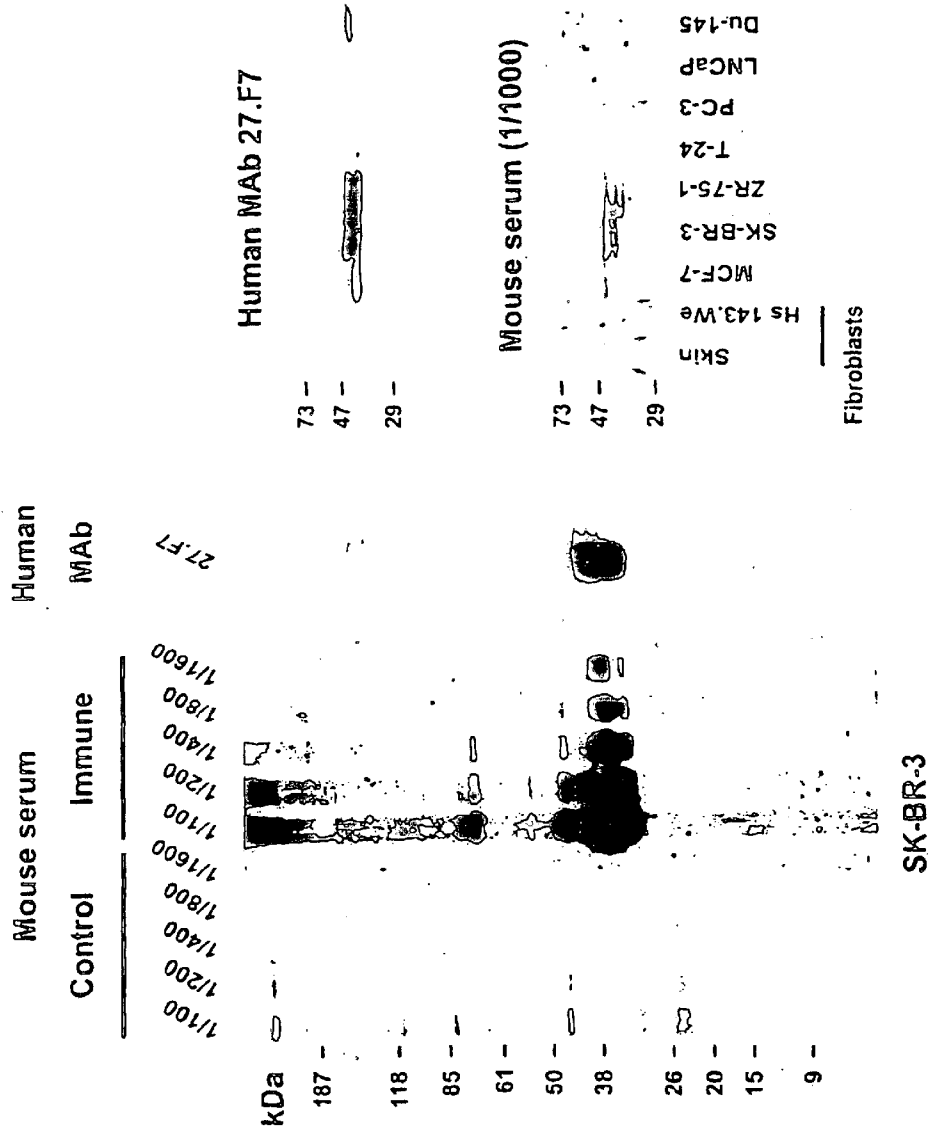 Mouse serum
Human
Control
Immune
MAb
1/100
1/200
1/400
1/800
1/1600
1/100
1/200
1/400
1/800
1/1600
27.F7
kDa
187 –
118 –
85 –
61 –
50 –
38 –
26 –
20 –
15 –
9 –
SK-BR-3
Human MAb 27.F7
73 –
47 –
29 –
Mouse serum (1/1000)
73 –
47 –
29 –
Skin
Hs 143.We
MCF-7
SK-BR-3
ZR-75-1
T-24
PC-3
LNCaP
Du-145
Fibroblasts